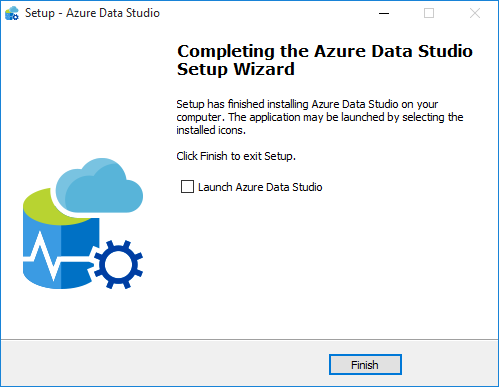 Setup - Azure Data Studio
Completing the Azure Data Studio
Setup Wizard
Setup has finished installing Azure Data Studio on your
computer. The application may be launched by selecting the
installed icons.
Click Finish to exit Setup.
Launch Azure Data Studio
Finish